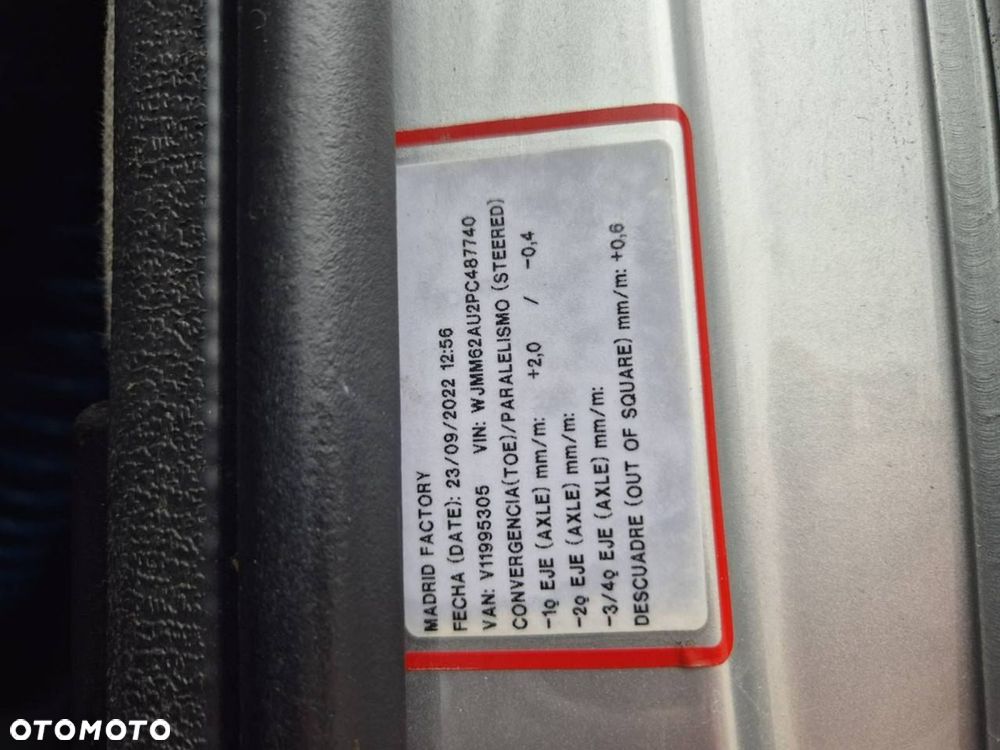 MADRID FACTORY
FECHA (DATE): 23/09/2022 12:56
VAN: V11995305 VIN: WJMM62AU2PC487740
CONVERGENCIA(TOE)/PARALELISMO (STEERED)
-1º EJE (AXLE) mm/m: +2,0 / -0,4
-2º EJE (AXLE) mm/m:
-3/4º EJE (AXLE) mm/m:
DESCUADRE (OUT OF SQUARE) mm/m: +0,6
OTOMOTO